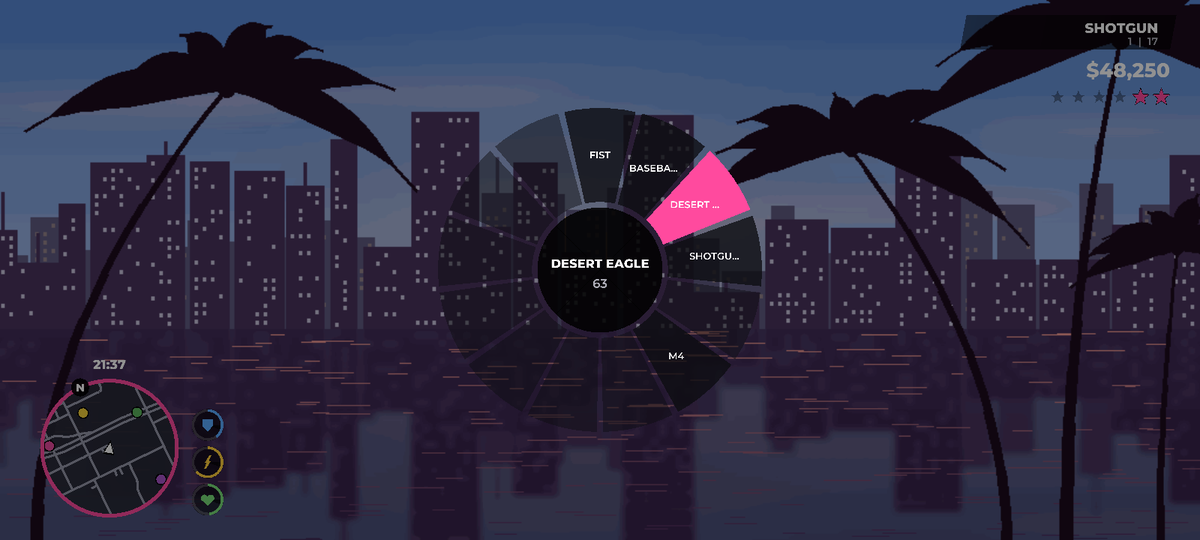 SHOTGUN
1 | 17
$48,250
FIST
BASEBA...
DESERT ...
SHOTGU...
DESERT EAGLE
63
M4
21:37
N